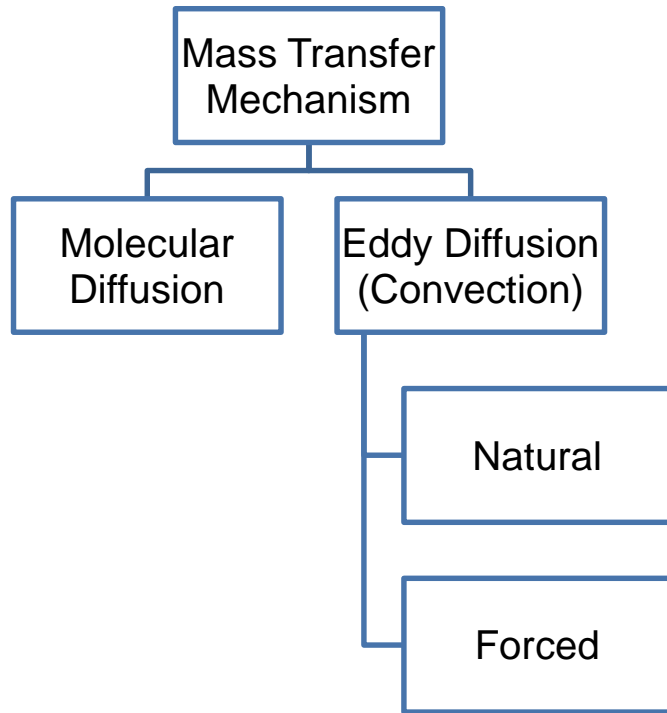 Mass Transfer
Mechanism
Molecular
Diffusion
Eddy Diffusion
(Convection)
Natural
Forced